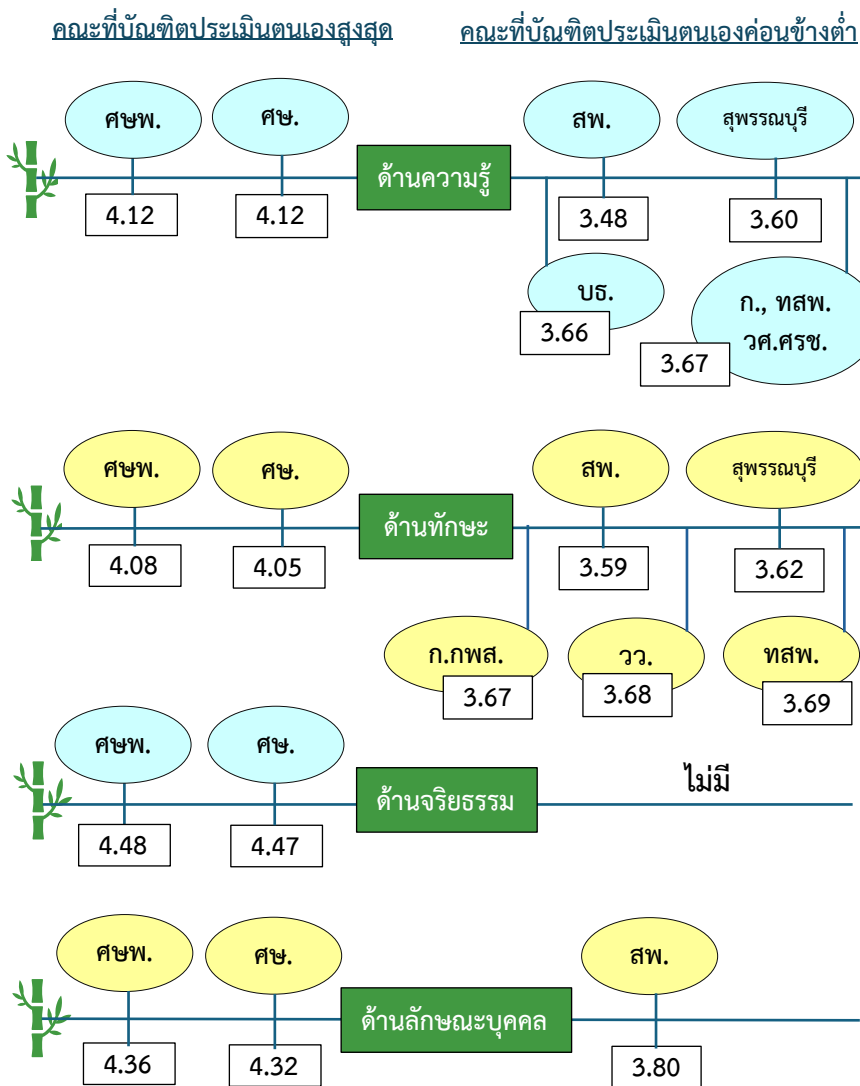 คณะที่บัณฑิตประเมินตนเองสูงสุด
คณะที่บัณฑิตประเมินตนเองค่อนข้างต่ำ
ศษพ.
ศษ.
สพ.
สุพรรณบุรี
ด้านความรู้
4.12
4.12
3.48
3.60
บธ.
3.66
ก., ทสพ.
วศ.ศรช.
3.67
ศษพ.
ศษ.
สพ.
สุพรรณบุรี
ด้านทักษะ
4.08
4.05
3.59
3.62
ก.กพส.
วว.
ทสพ.
3.67
3.68
3.69
ศษพ.
ศษ.
ด้านจริยธรรม
ไม่มี
4.48
4.47
ศษพ.
ศษ.
สพ.
ด้านลักษณะบุคคล
4.36
4.32
3.80